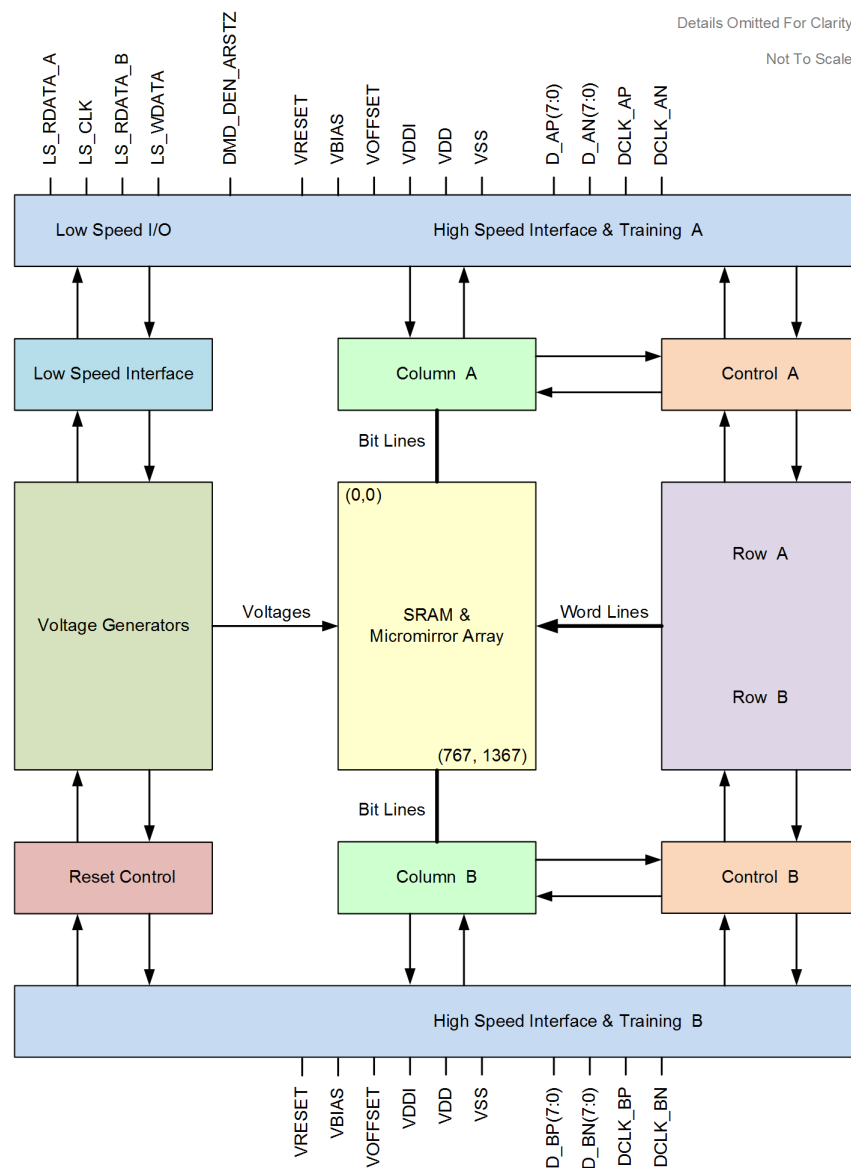 Details Omitted For Clarity
Not To Scale
LS_RDATA_A
LS_CLK
LS_RDATA_B
LS_WDATA
DMD_DEN_ARSTZ
VRESET
VBIAS
VOFFSET
VDDI
VDD
VSS
D_AP(7:0)
D_AN(7:0)
DCLK_AP
DCLK_AN
Low Speed I/O
High Speed Interface & Training A
Low Speed Interface
Column A
Control A
Bit Lines
(0,0)
Row A
Voltage Generators
Voltages
SRAM &
Micromirror Array
Word Lines
Row B
(767, 1367)
Bit Lines
Reset Control
Column B
Control B
High Speed Interface & Training B
VRESET
VBIAS
VOFFSET
VDDI
VDD
VSS
D_BP(7:0)
D_BN(7:0)
DCLK_BP
DCLK_BN